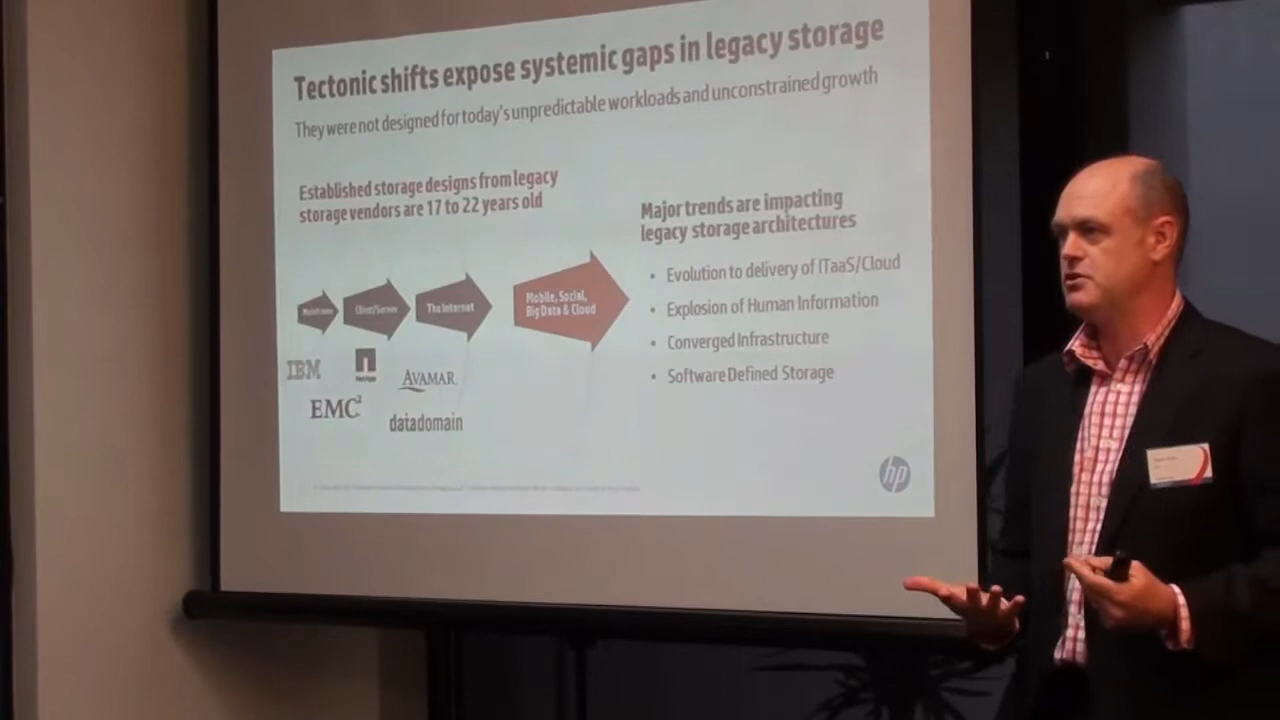 Tectonic shifts expose systemic gaps in legacy storage
They were not designed for today's unpredictable workloads and unconstrained growth
Established storage designs from legacy
storage vendors are 17 to 22 years old
Mainframe
Client/Server
The Internet
Mobile, Social,
Big Data & Cloud
IBM
NetApp
AVAMAR
EMC²
datadomain
Major trends are impacting
legacy storage architectures
• Evolution to delivery of ITaaS/Cloud
• Explosion of Human Information
• Converged Infrastructure
• Software Defined Storage
hp